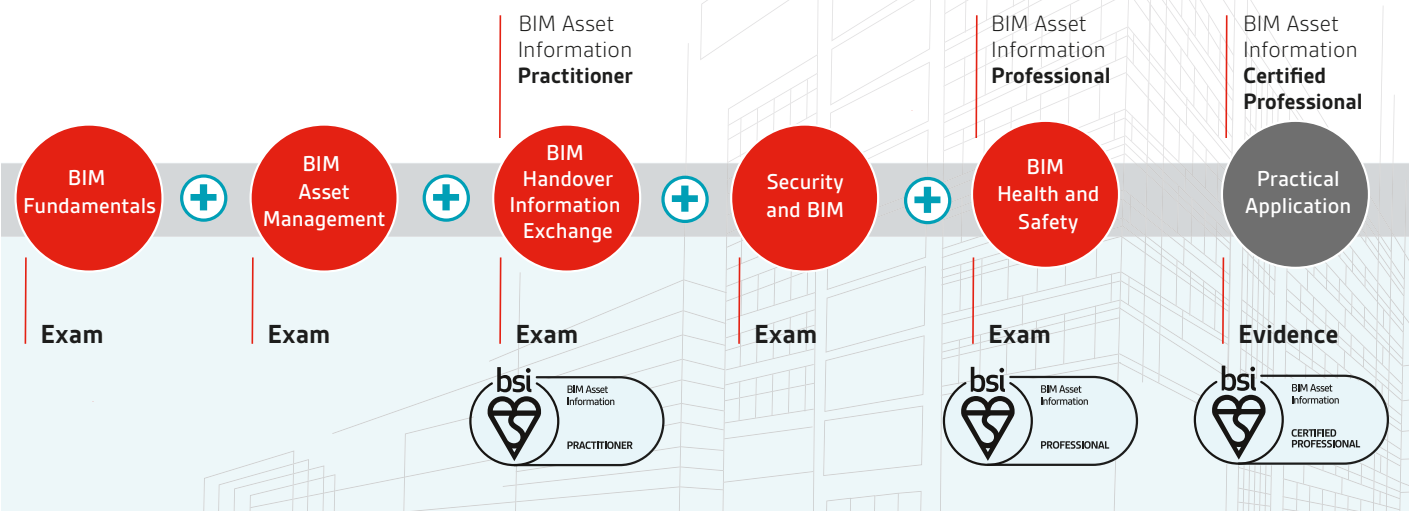 BIM Asset
Information
Practitioner
BIM Asset
Information
Professional
BIM Asset
Information
Certified
Professional
BIM
Fundamentals
BIM
Asset
Management
BIM
Handover
Information
Exchange
Security
and BIM
BIM
Health and
Safety
Practical
Application
Exam
Exam
Exam
Exam
Exam
Evidence
bsi
BIM Asset
Information
PRACTITIONER
bsi
BIM Asset
Information
PROFESSIONAL
bsi
BIM Asset
Information
CERTIFIED
PROFESSIONAL